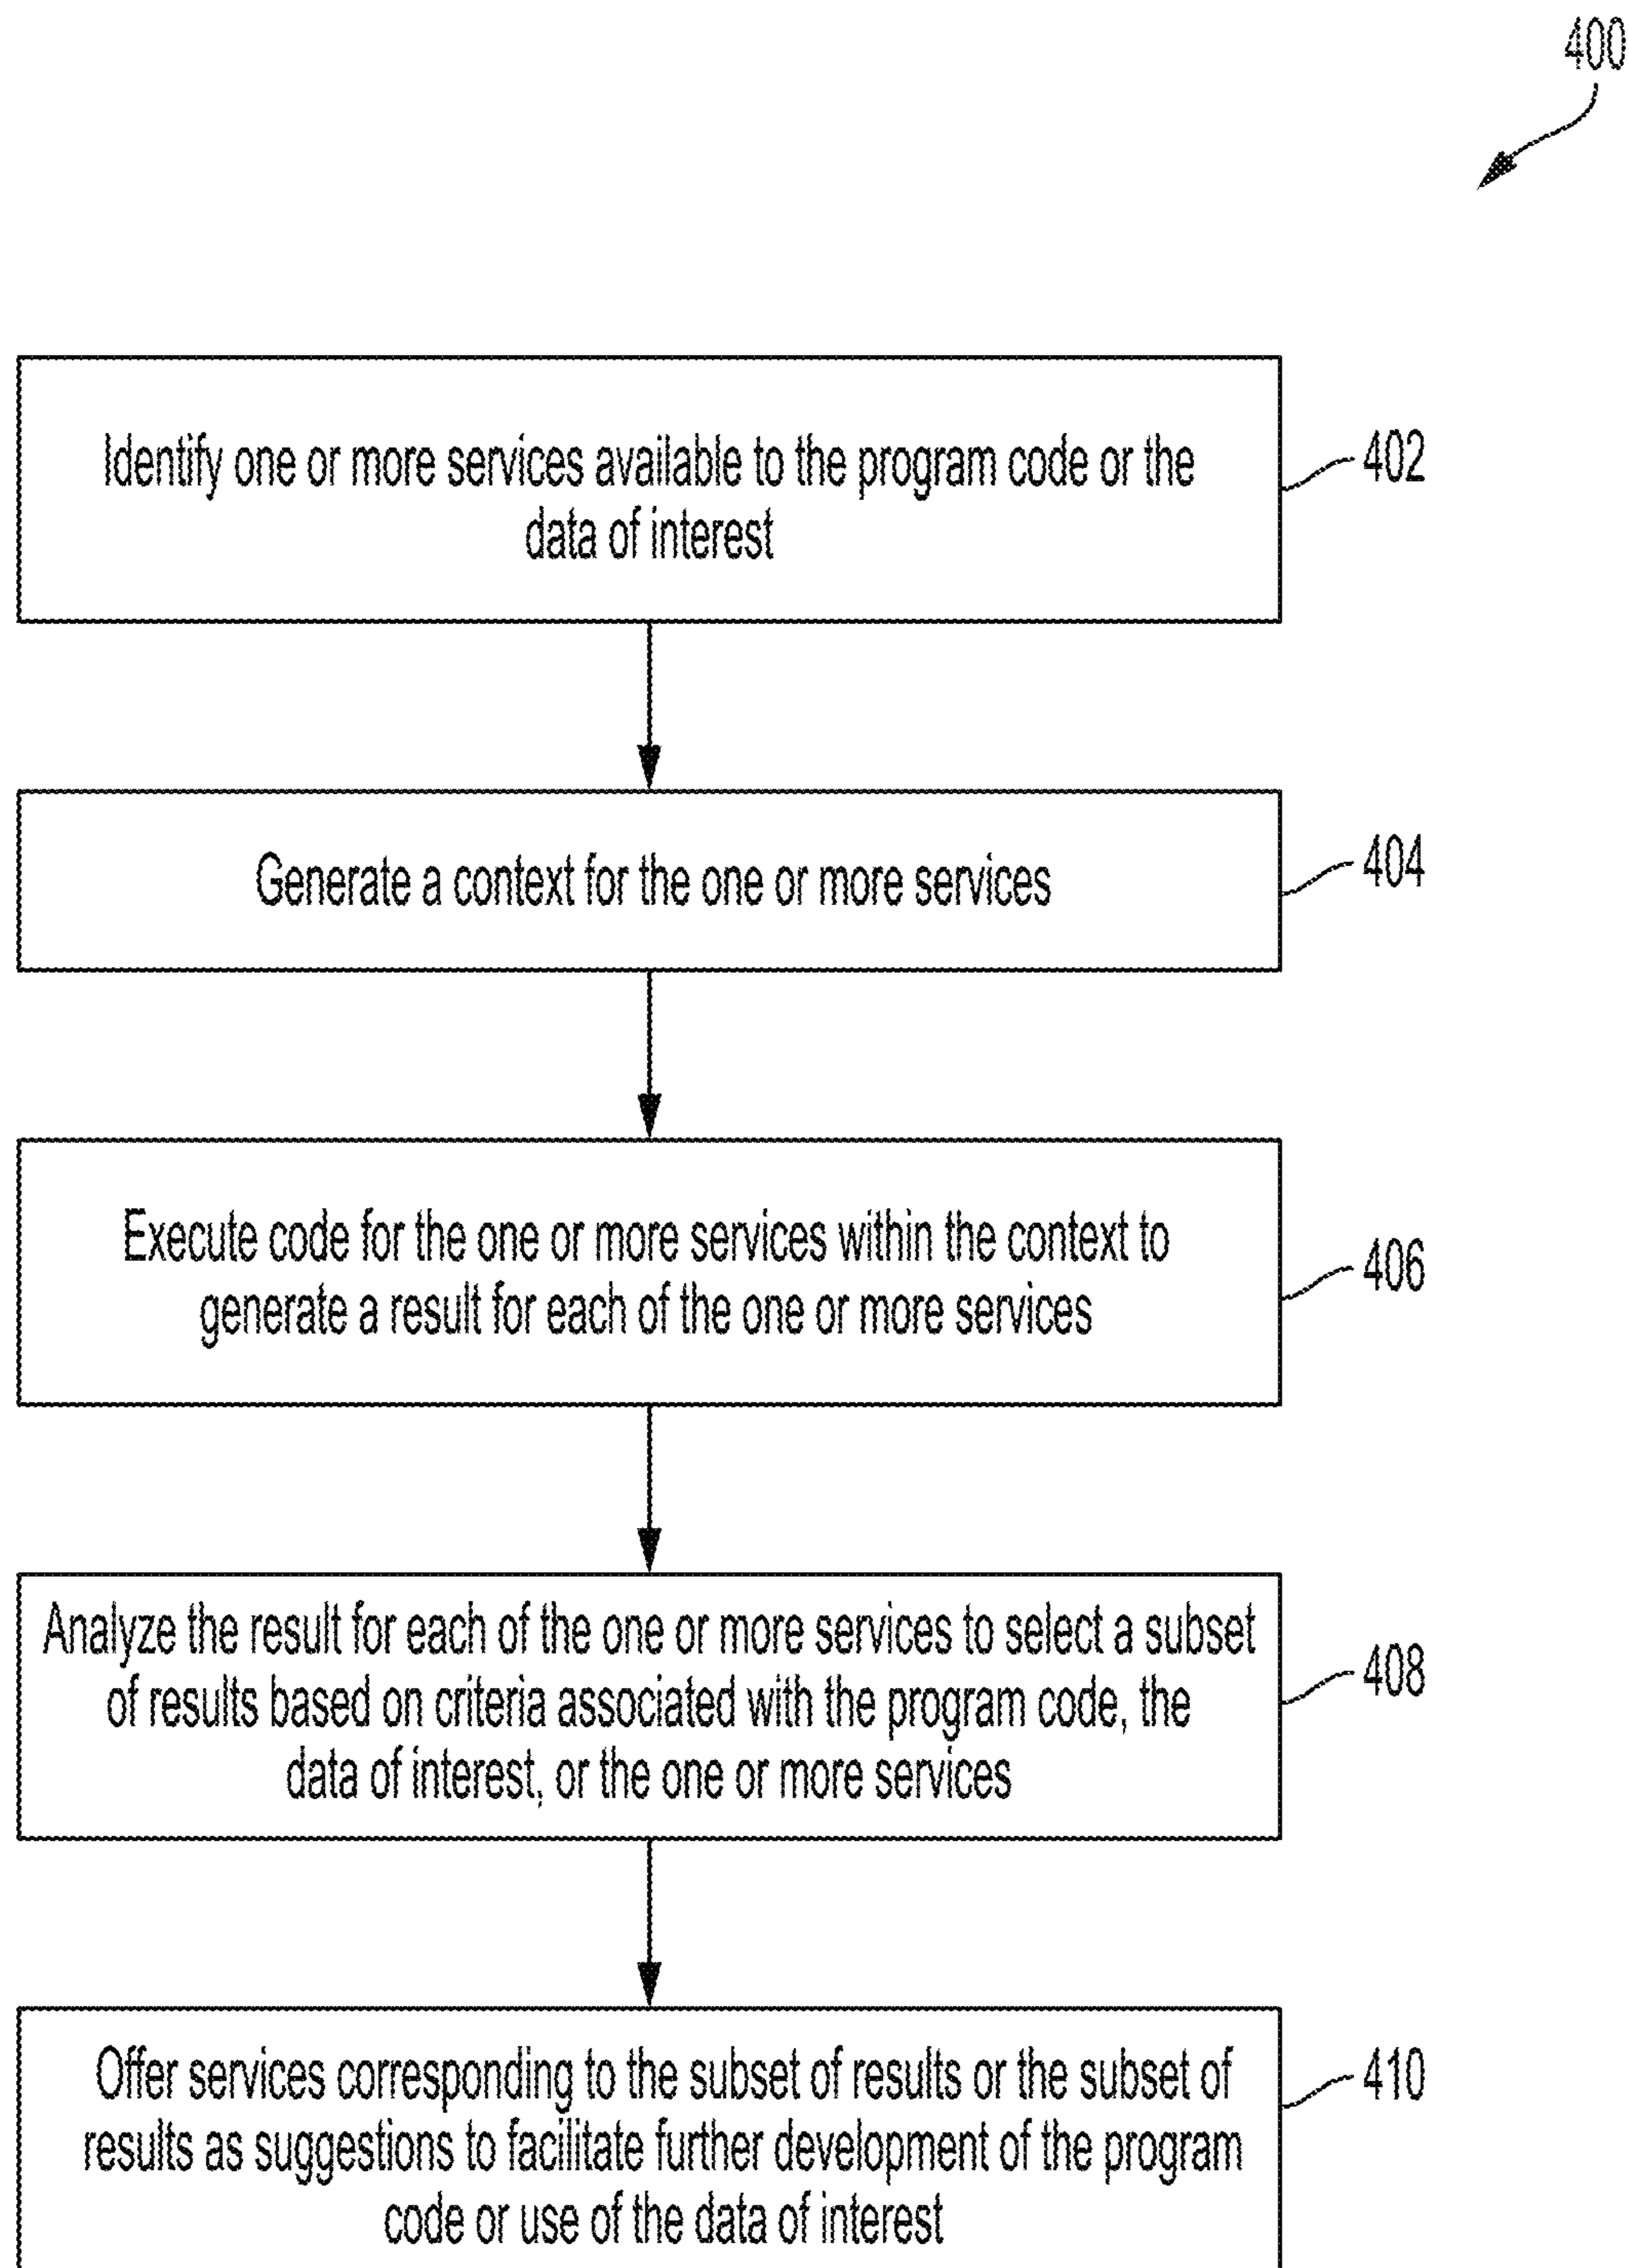 400
Identify one or more services available to the program code or the
data of interest
402
Generate a context for the one or more services
404
Execute code for the one or more services within the context to
generate a result for each of the one or more services
406
Analyze the result for each of the one or more services to select a subset
of results based on criteria associated with the program code, the
data of interest, or the one or more services
408
Offer services corresponding to the subset of results or the subset of
results as suggestions to facilitate further development of the program
code or use of the data of interest
410